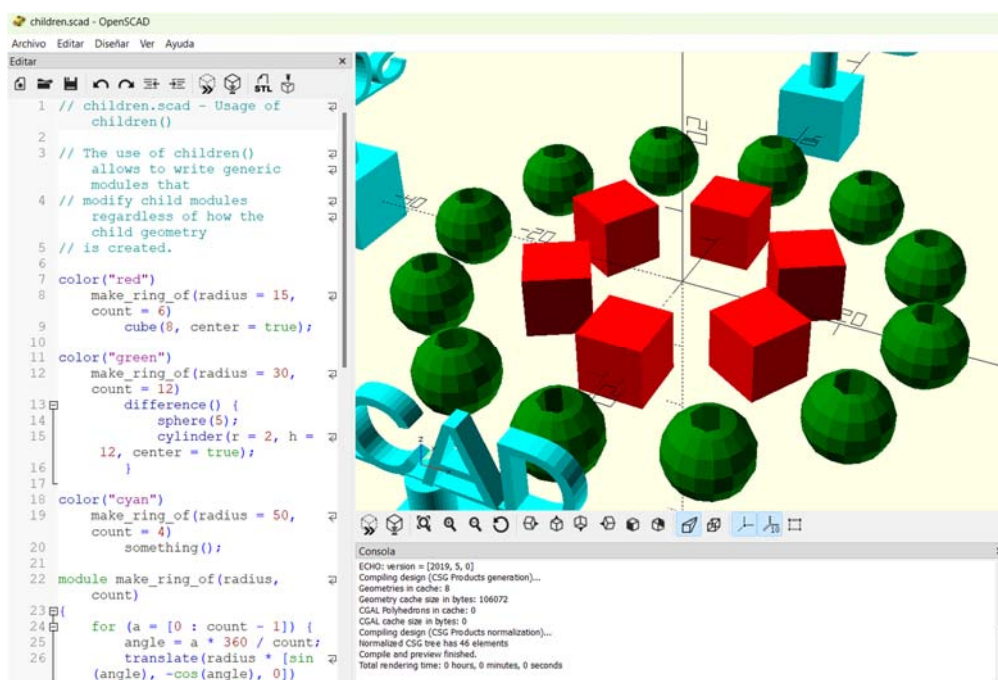 children.scad - OpenSCAD
Archivo Editar Diseñar Ver Ayuda
Editar
STL
1 // children.scad - Usage of
children()
2
3 // The use of children()
allows to write generic
modules that
4 // modify child modules
regardless of how the
child geometry
5 // is created.
6
7 color("red")
8 make_ring_of(radius = 15,
count = 6)
9 cube(8, center = true);
10
11 color("green")
12 make_ring_of(radius = 30,
count = 12)
13 difference() {
14 sphere(5);
15 cylinder(r = 2, h =
12, center = true);
16 }
17
18 color("cyan")
19 make_ring_of(radius = 50,
count = 4)
20 something();
21
22 module make_ring_of(radius,
count)
23 {
24 for (a = [0 : count - 1]) {
25 angle = a * 360 / count;
26 translate(radius * [sin
(angle), -cos(angle), 0])
20
-40
-20
20
CAD
z
10
Consola
ECHO: version = [2019, 5, 0]
Compiling design (CSG Products generation)...
Geometries in cache: 8
Geometry cache size in bytes: 106072
CGAL Polyhedrons in cache: 0
CGAL cache size in bytes: 0
Compiling design (CSG Products normalization)...
Normalized CSG tree has 46 elements
Compile and preview finished.
Total rendering time: 0 hours, 0 minutes, 0 seconds